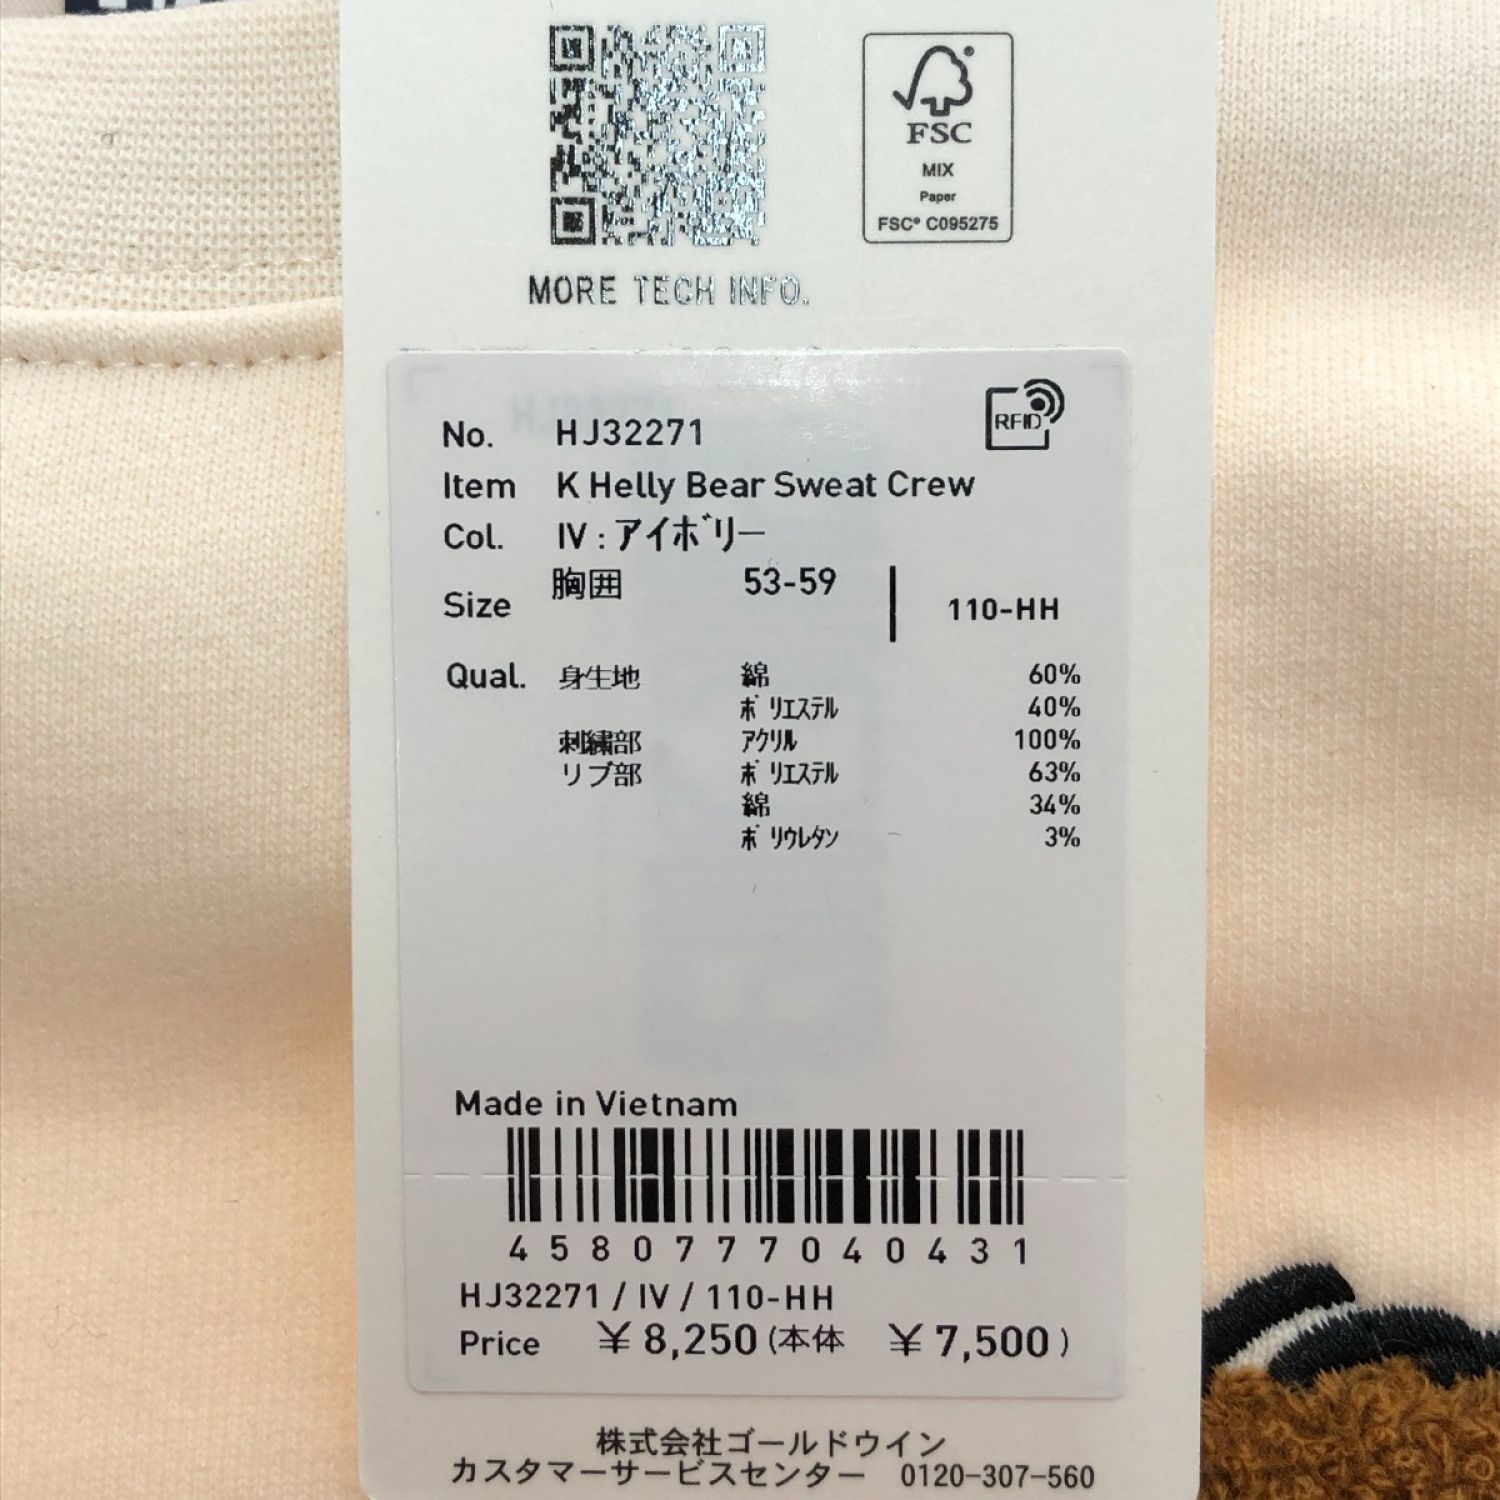 FSC
MIX
Paper
FSC® C095275
MORE TECH INFO.
RFID
No. HJ32271
Item K Helly Bear Sweat Crew
Col. IV : アイボリー
Size 胸囲 53-59 110-HH
Qual. 身生地 綿 60%
ポリエステル 40%
刺繍部 アクリル 100%
リブ部 ポリエステル 63%
綿 34%
ポリウレタン 3%
Made in Vietnam
4580777040431
HJ32271 / IV / 110-HH
Price ¥8,250(本体 ¥7,500)
株式会社ゴールドウイン
カスタマーサービスセンター 0120-307-560